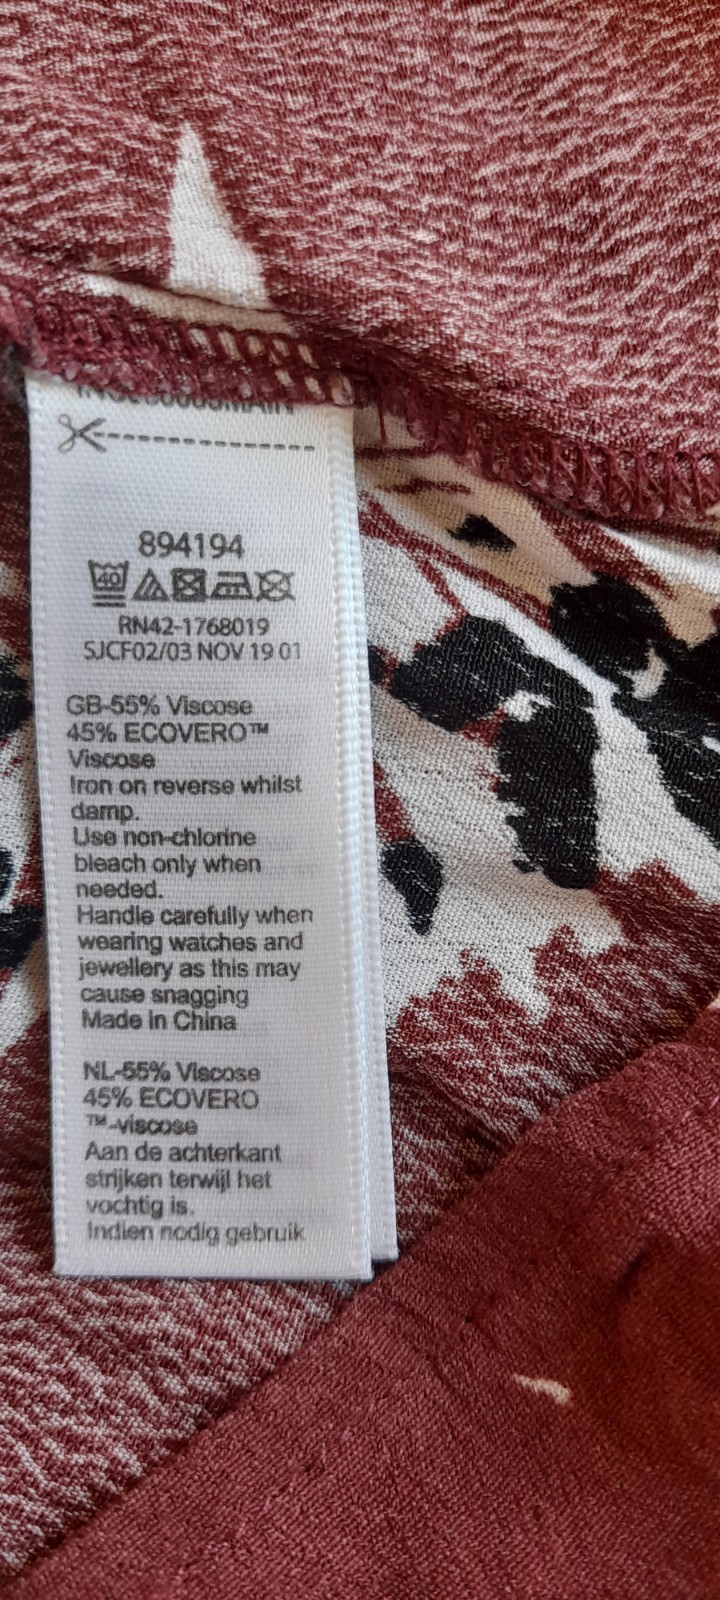 894194
40
RN42-1768019
SJCF02/03 NOV 19 01
GB-55% Viscose
45% ECOVERO™
Viscose
Iron on reverse whilst
damp.
Use non-chlorine
bleach only when
needed.
Handle carefully when
wearing watches and
jewellery as this may
cause snagging
Made in China
NL-55% Viscose
45% ECOVERO
™-viscose
Aan de achterkant
strijken terwijl het
vochtig is.
Indien nodig gebruik